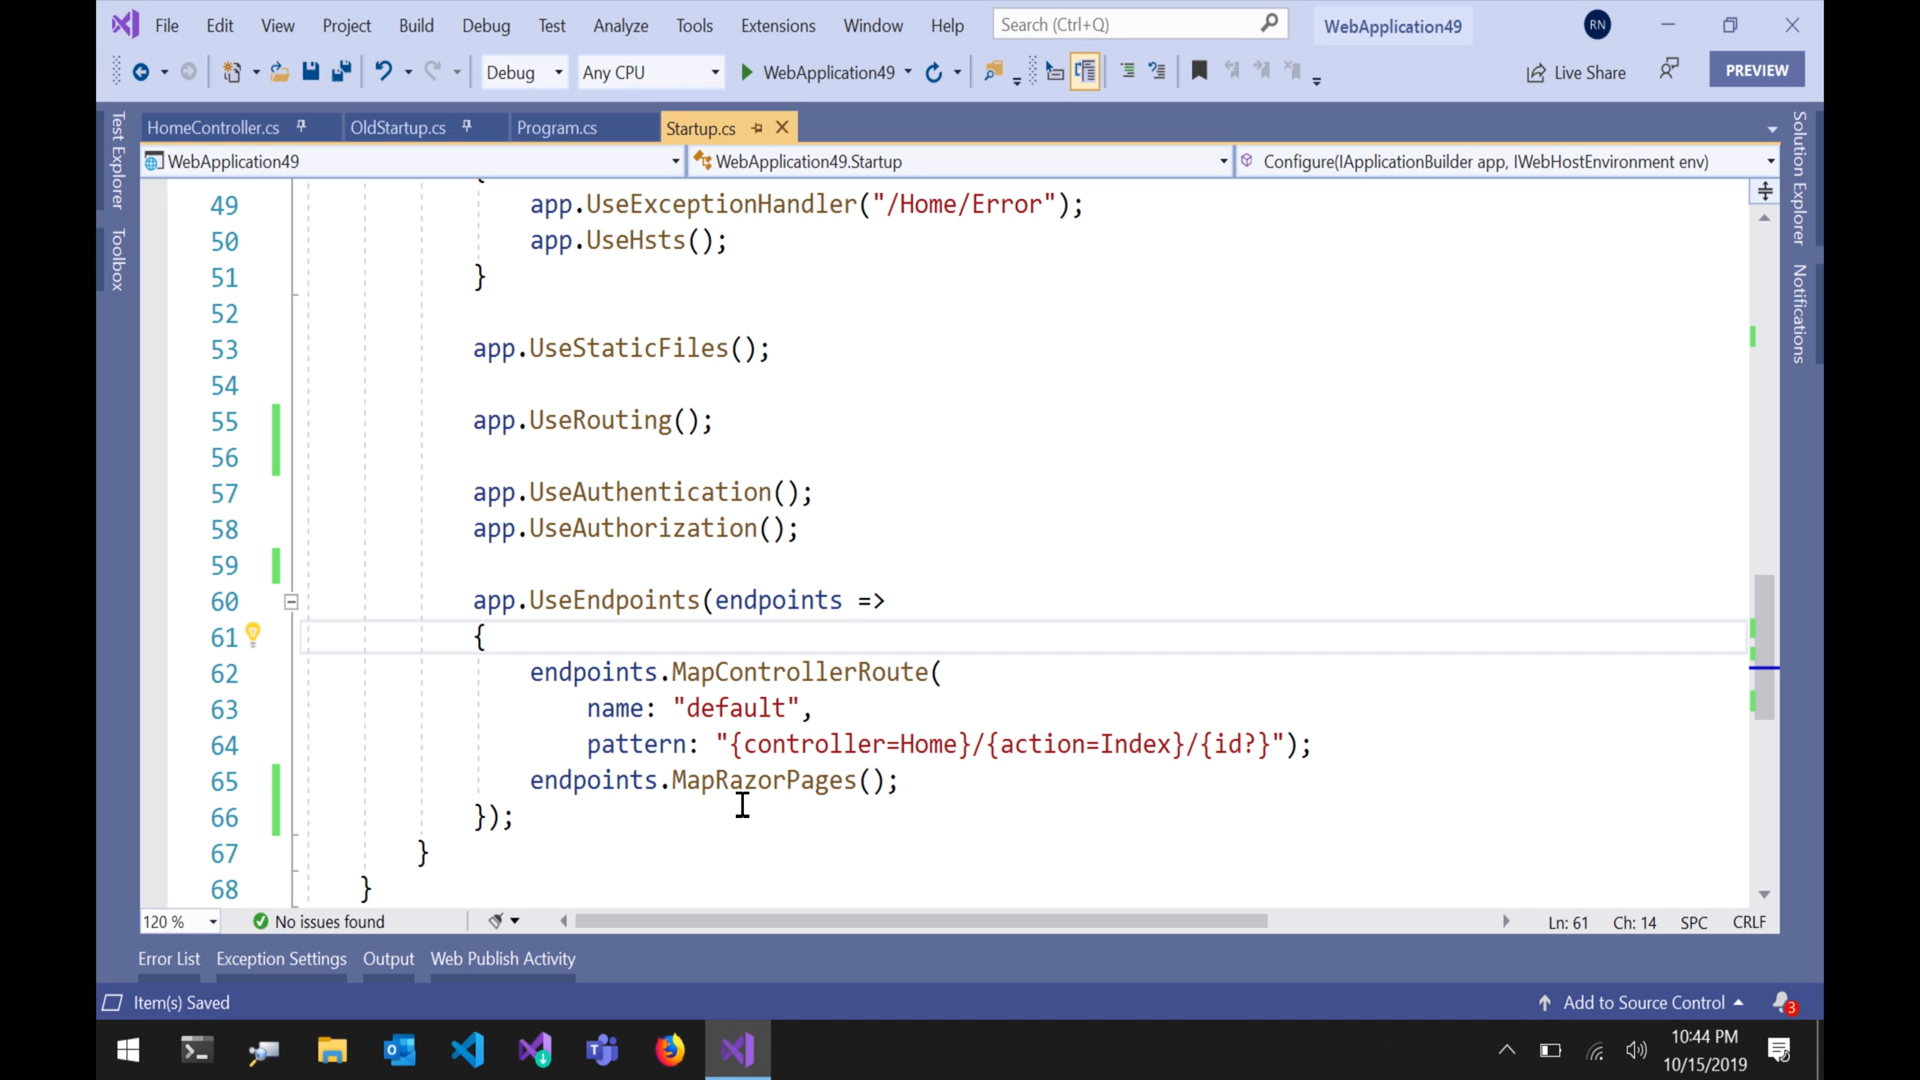 File Edit View Project Build Debug Test Analyze Tools Extensions Window Help Search (Ctrl+Q) WebApplication49 RN
Debug Any CPU WebApplication49 Live Share PREVIEW
HomeController.cs OldStartup.cs Program.cs Startup.cs
WebApplication49 WebApplication49.Startup Configure(IApplicationBuilder app, IWebHostEnvironment env)
Test Explorer
Toolbox
49 app.UseExceptionHandler("/Home/Error");
50 app.UseHsts();
51 }
52
53 app.UseStaticFiles();
54
55 app.UseRouting();
56
57 app.UseAuthentication();
58 app.UseAuthorization();
59
60 app.UseEndpoints(endpoints =>
61 {
62 endpoints.MapControllerRoute(
63 name: "default",
64 pattern: "{controller=Home}/{action=Index}/{id?}");
65 endpoints.MapRazorPages();
66 });
67 }
68 }
Solution Explorer
Notifications
120 % No issues found Ln: 61 Ch: 14 SPC CRLF
Error List Exception Settings Output Web Publish Activity
Item(s) Saved Add to Source Control 3
10:44 PM
10/15/2019